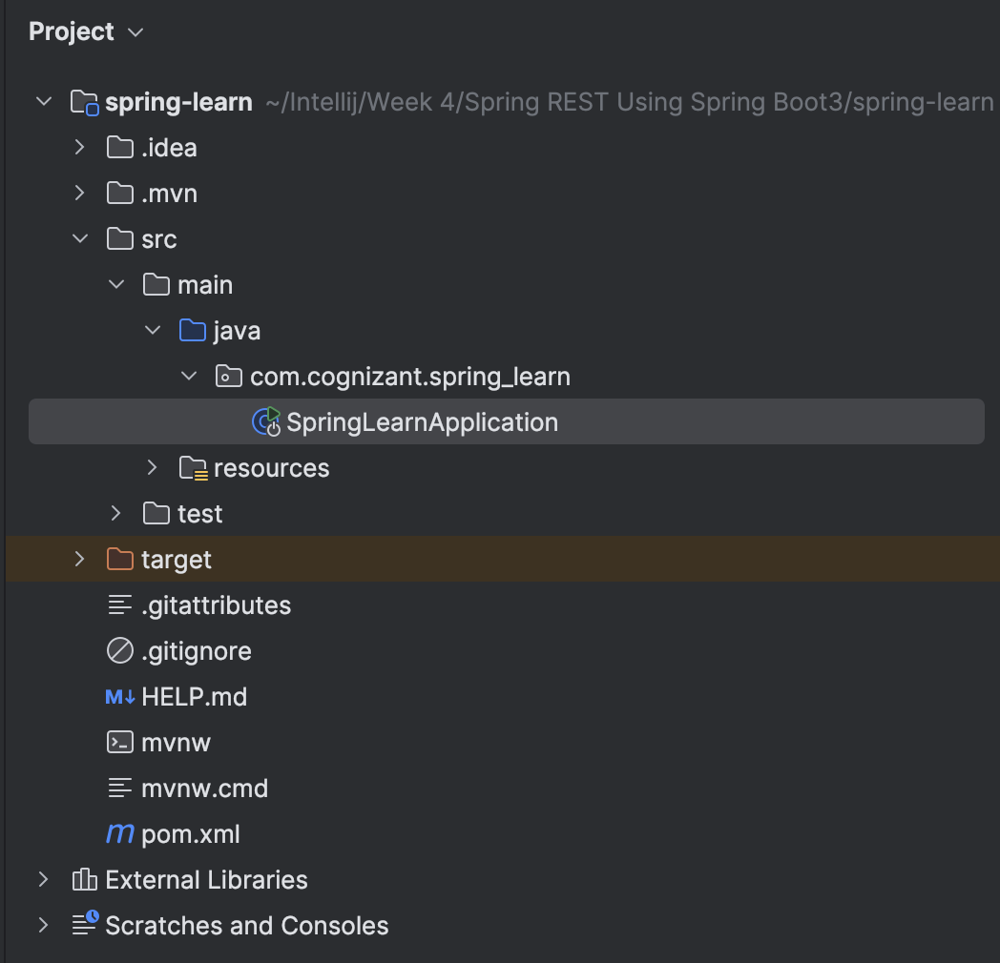 Project
spring-learn ~/Intellij/Week 4/Spring REST Using Spring Boot3/spring-learn
.idea
.mvn
src
main
java
com.cognizant.spring_learn
SpringLearnApplication
resources
test
target
.gitattributes
.gitignore
M↓ HELP.md
mvnw
mvnw.cmd
m pom.xml
External Libraries
Scratches and Consoles